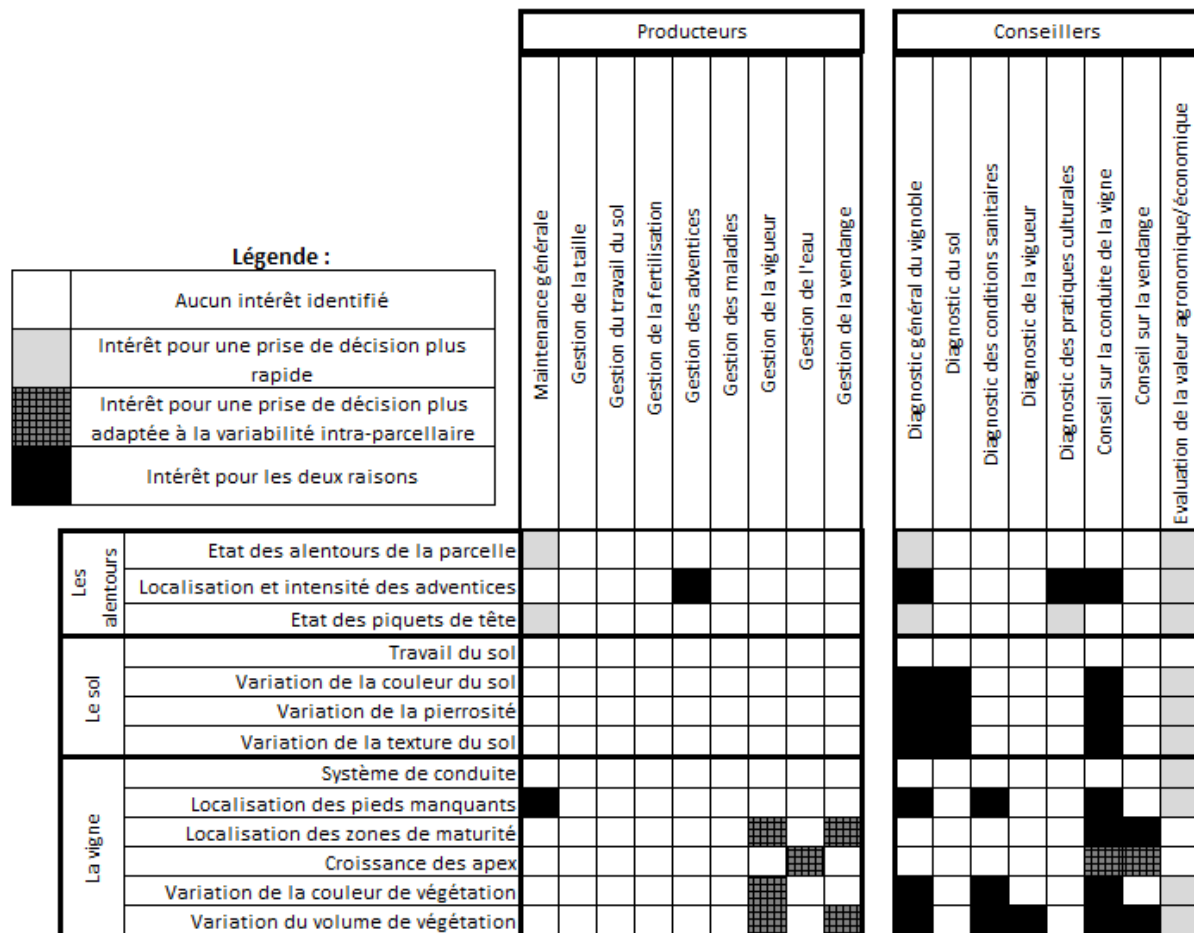 Producteurs
Conseillers
Maintenance générale
Gestion de la taille
Gestion du travail du sol
Gestion de la fertilisation
Gestion des adventices
Gestion des maladies
Gestion de la vigueur
Gestion de l'eau
Gestion de la vendange
Diagnostic général du vignoble
Diagnostic du sol
Diagnostic des conditions sanitaires
Diagnostic de la vigueur
Diagnostic des pratiques culturales
Conseil sur la conduite de la vigne
Conseil sur la vendange
Evaluation de la valeur agronomique/économique
Légende :
Aucun intérêt identifié
Intérêt pour une prise de décision plus
rapide
Intérêt pour une prise de décision plus
adaptée à la variabilité intra-parcellaire
Intérêt pour les deux raisons
Les
alentours
Etat des alentours de la parcelle
Localisation et intensité des adventices
Etat des piquets de tête
Le sol
Travail du sol
Variation de la couleur du sol
Variation de la pierrosité
Variation de la texture du sol
La vigne
Système de conduite
Localisation des pieds manquants
Localisation des zones de maturité
Croissance des apex
Variation de la couleur de végétation
Variation du volume de végétation